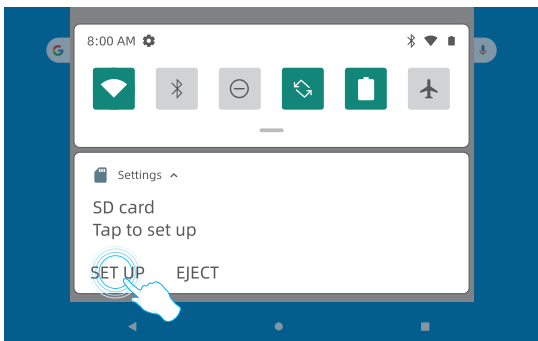 G
8:00 AM
Settings
SD card
Tap to set up
SET UP EJECT